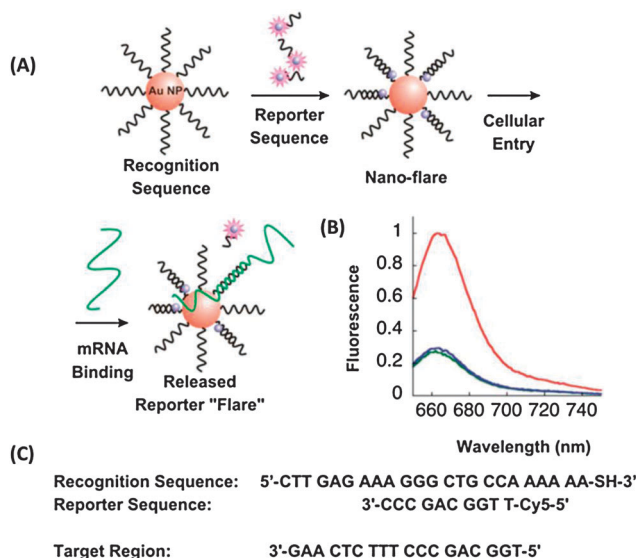 (A)
Au NP
Recognition
Sequence
Reporter
Sequence
Nano-flare
Cellular
Entry
mRNA
Binding
Released
Reporter "Flare"
(B)
Fluorescence
1
0.8
0.6
0.4
0.2
0
660 680 700 720 740
Wavelength (nm)
(C)
Recognition Sequence: 5'-CTT GAG AAA GGG CTG CCA AAAA AA-SH-3'
Reporter Sequence: 3'-CCC GAC GGT T-Cy5-5'
Target Region: 3'-GAA CTC TTT CCC GAC GGT-5'